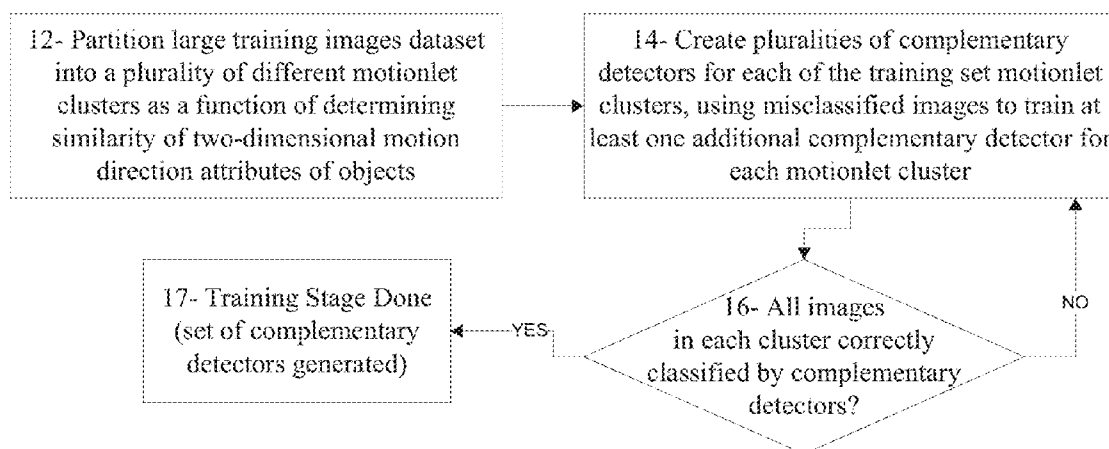 12- Partition large training images dataset
into a plurality of different motionlet
clusters as a function of determining
similarity of two-dimensional motion
direction attributes of objects
14- Create pluralities of complementary
detectors for each of the training set motionlet
clusters, using misclassified images to train at
least one additional complementary detector for
each motionlet cluster
17- Training Stage Done
(set of complementary
detectors generated)
YES
16- All images
in each cluster correctly
classified by complementary
detectors?
NO